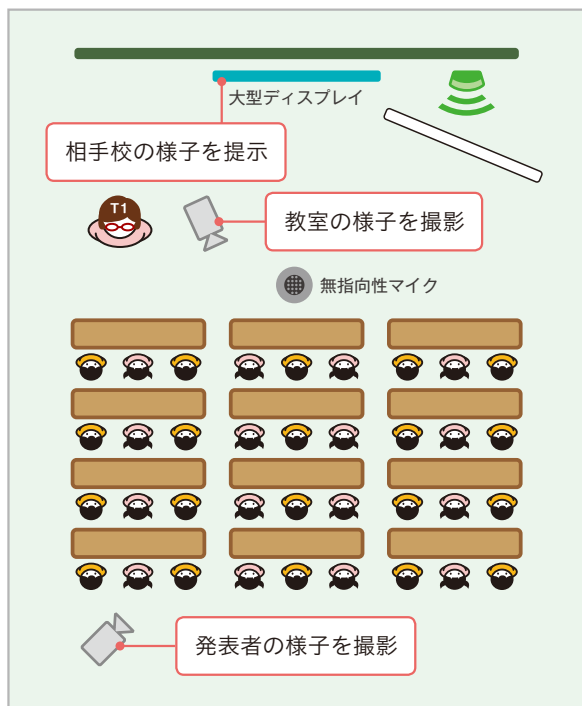 大型ディスプレイ
相手校の様子を提示
T1
教室の様子を撮影
無指向性マイク
発表者の様子を撮影